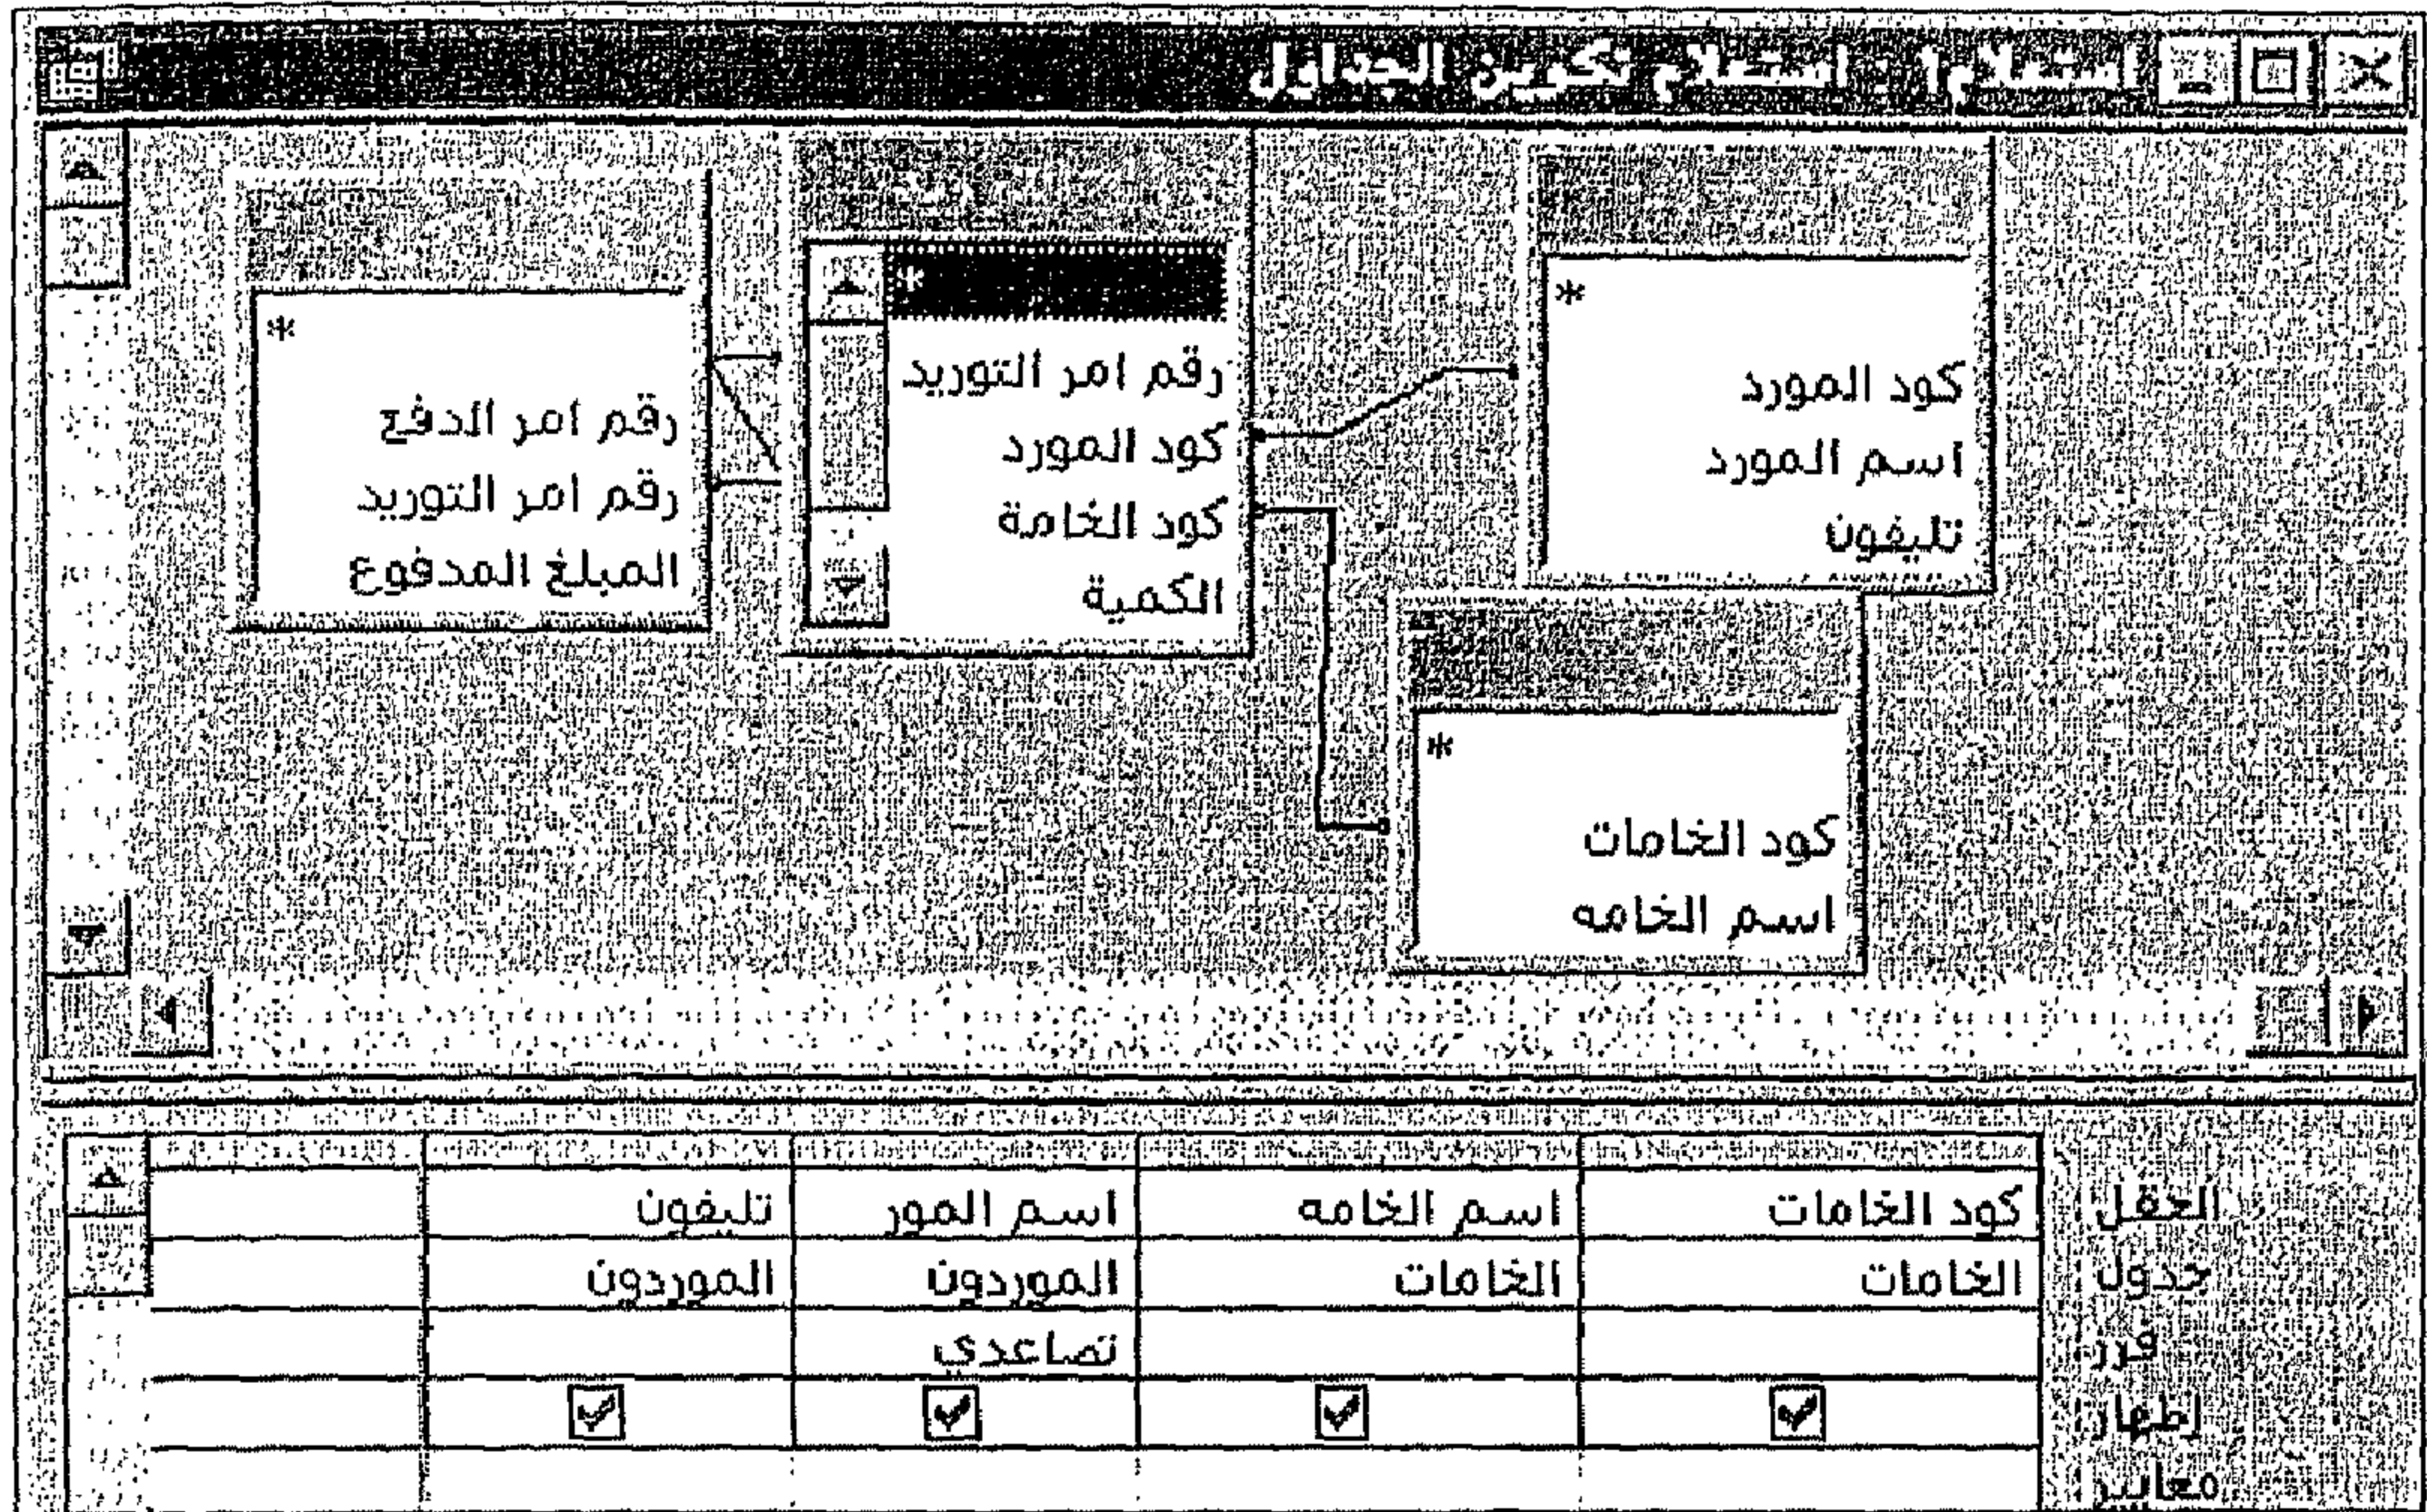 استعلام1 : استعلام تكوين الجداول
*
كود المورد
اسم المورد
تليفون
*
رقم امر التوريد
كود المورد
كود الخامة
الكمية
*
رقم امر الدفع
رقم امر التوريد
المبلغ المدفوع
*
كود الخامات
اسم الخامه
الحقل: كود الخامات اسم الخامه اسم المور تليفون
جدول: الخامات الخامات الموردون الموردون
فرز: تصاعدي
إظهار:
معايير